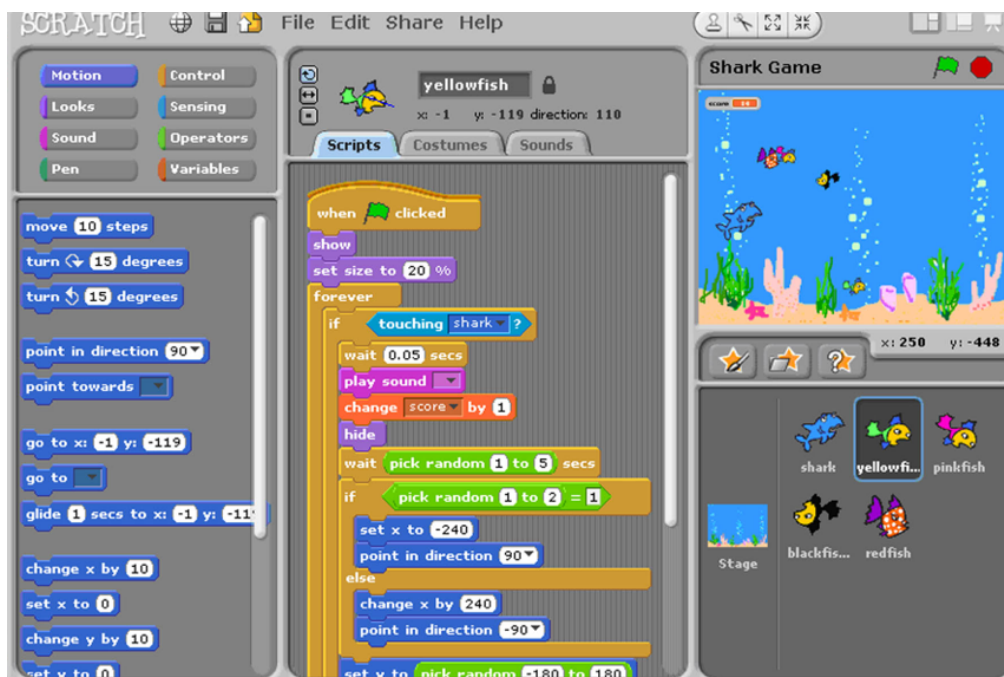 SCRATCH File Edit Share Help
Motion Control
Looks Sensing
Sound Operators
Pen Variables
move 10 steps
turn 15 degrees
turn 15 degrees
point in direction 90
point towards
go to x: -1 y: -119
go to
glide 1 secs to x: -1 y: -11
change x by 10
set x to 0
change y by 10
set y to 0
yellowfish
x: -1 y: -119 direction: 110
Scripts Costumes Sounds
when clicked
show
set size to 20 %
forever
if touching shark ?
wait 0.05 secs
play sound
change score by 1
hide
wait pick random 1 to 5 secs
if pick random 1 to 2 = 1
set x to -240
point in direction 90
else
change x by 240
point in direction -90
set y to pick random -180 to 180
Shark Game
score
x: 250 y: -448
shark yellowfi... pinkfish
blackfis... redfish
Stage